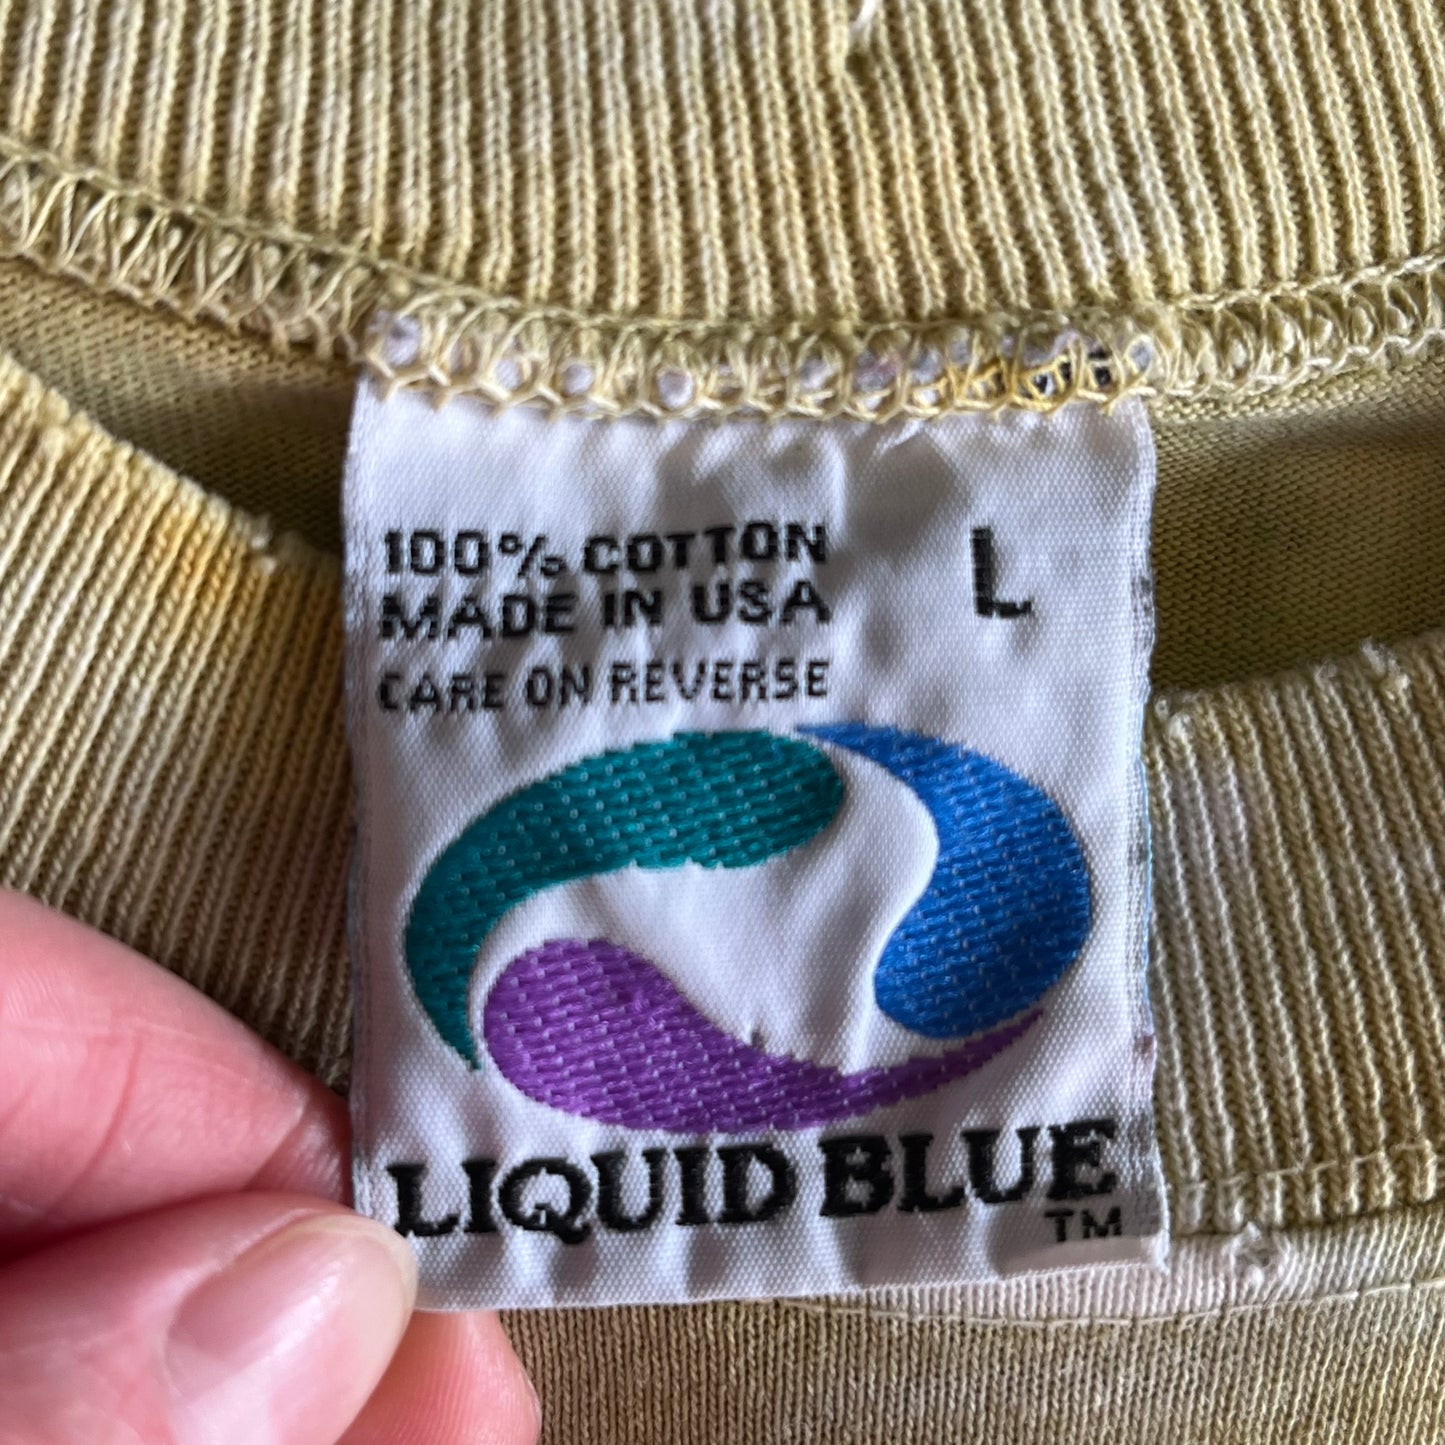 100% COTTON
MADE IN USA
CARE ON REVERSE
L
LIQUID BLUE
TM